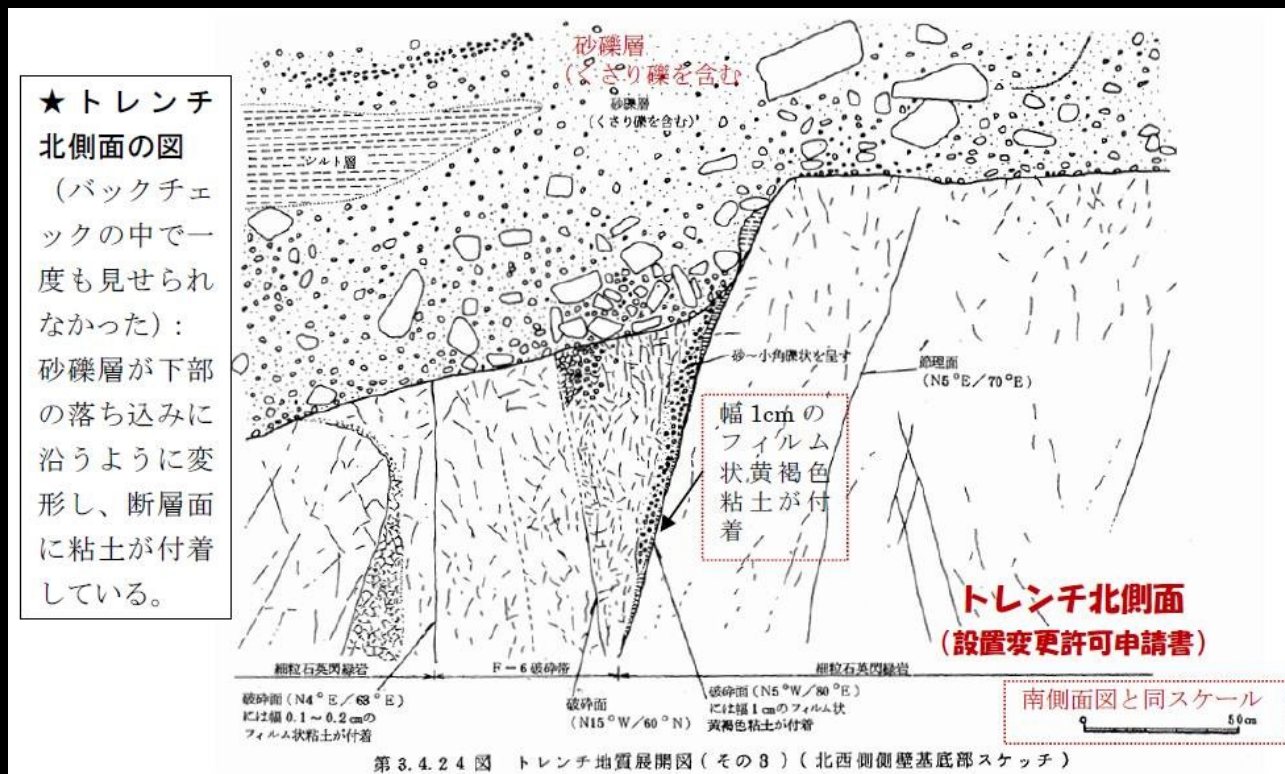 ★トレンチ
北側面の図
（バックチェ
ックの中で一
度も見せられ
なかった）：
砂礫層が下部
の落ち込みに
沿うように変
形し、断層面
に粘土が付着
している。
砂礫層
(くさり礫を含む
砂礫層
(くさり礫を含む)
シルト層
砂～小角礫状を呈す
節理面
(N5°E/70°E)
幅1cmの
フィルム
状黄褐色
粘土が付
着
トレンチ北側面
(設置変更許可申請書)
細粒石英閃緑岩
F－6破砕帯
細粒石英閃緑岩
破砕面(N4°E/68°E)
には幅0.1～0.2cmの
フィルム状粘土が付着
破砕面
(N15°W/60°N)
破砕面(N5°W/80°E)
には幅1cmのフィルム状
黄褐色粘土が付着
南側面図と同スケール
0 50cm
第3.4.24図 トレンチ地質展開図(その3)(北西側側壁基底部スケッチ)